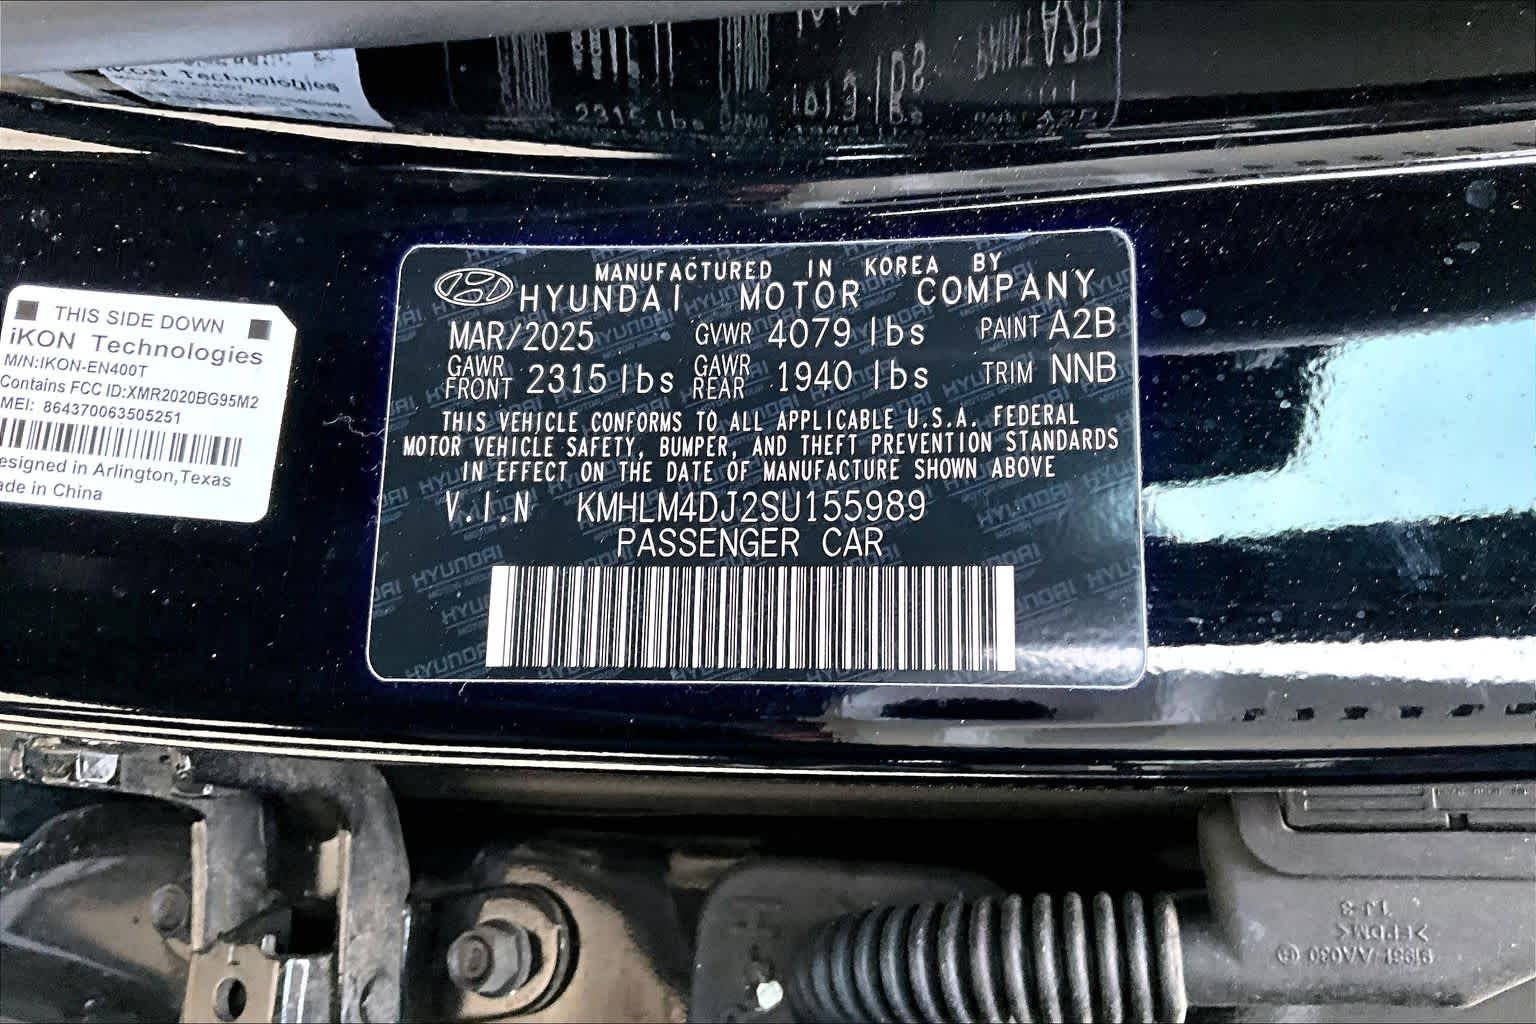 THIS SIDE DOWN
iKON Technologies
M/N:IKON-EN400T
Contains FCC ID:XMR2020BG95M2
MEI: 864370063505251
esigned in Arlington,Texas
ade in China
MANUFACTURED IN KOREA BY
HYUNDAI MOTOR COMPANY
MAR/2025 GVWR 4079 lbs PAINT A2B
GAWR FRONT 2315 lbs GAWR REAR 1940 lbs TRIM NNB
THIS VEHICLE CONFORMS TO ALL APPLICABLE U.S.A. FEDERAL
MOTOR VEHICLE SAFETY, BUMPER, AND THEFT PREVENTION STANDARDS
IN EFFECT ON THE DATE OF MANUFACTURE SHOWN ABOVE
V.I.N KMHLM4DJ2SU155989
PASSENGER CAR
91961-AA030
>EPDM<